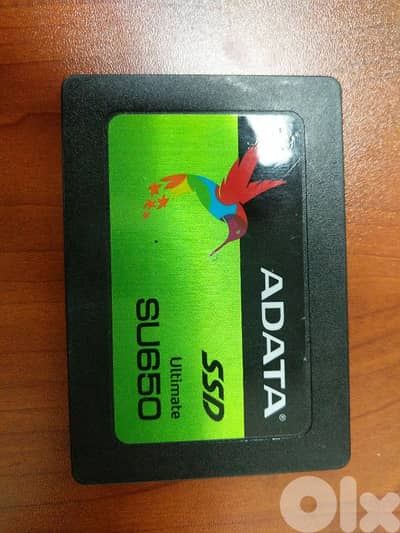 ADATA®
SSD
Ultimate
SU650
OLX